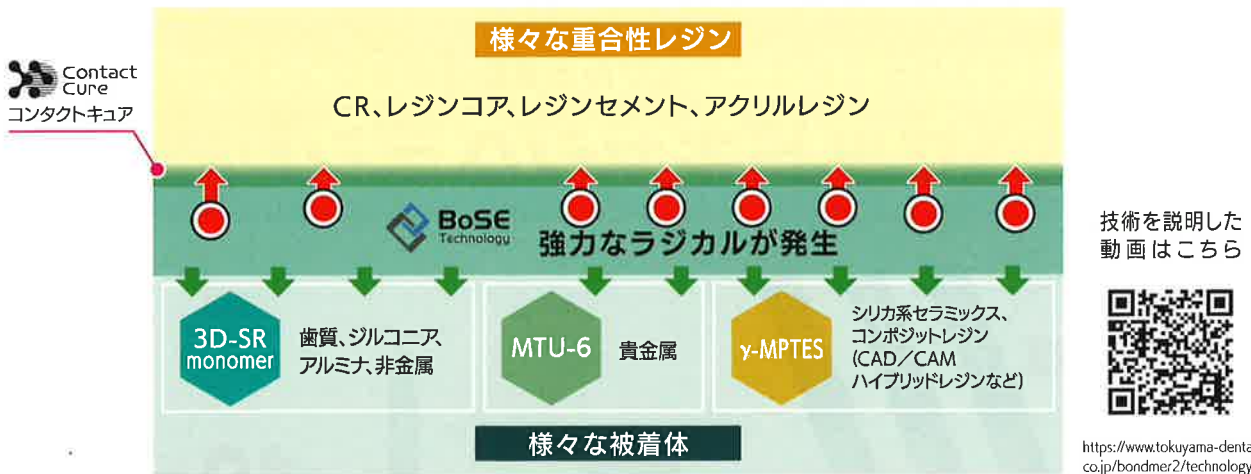 様々な重合性レジン
Contact
Cure
コンタクトキュア
CR、レジンコア、レジンセメント、アクリルレジン
BoSE
Technology
強力なラジカルが発生
技術を説明した
動画はこちら
3D-SR
monomer
歯質、ジルコニア、
アルミナ、非金属
MTU-6
貴金属
γ-MPTES
シリカ系セラミックス、
コンポジットレジン
(CAD/CAM
ハイブリッドレジンなど)
様々な被着体
https://www.tokuyama-denta
co.jp/bondmer2/technology